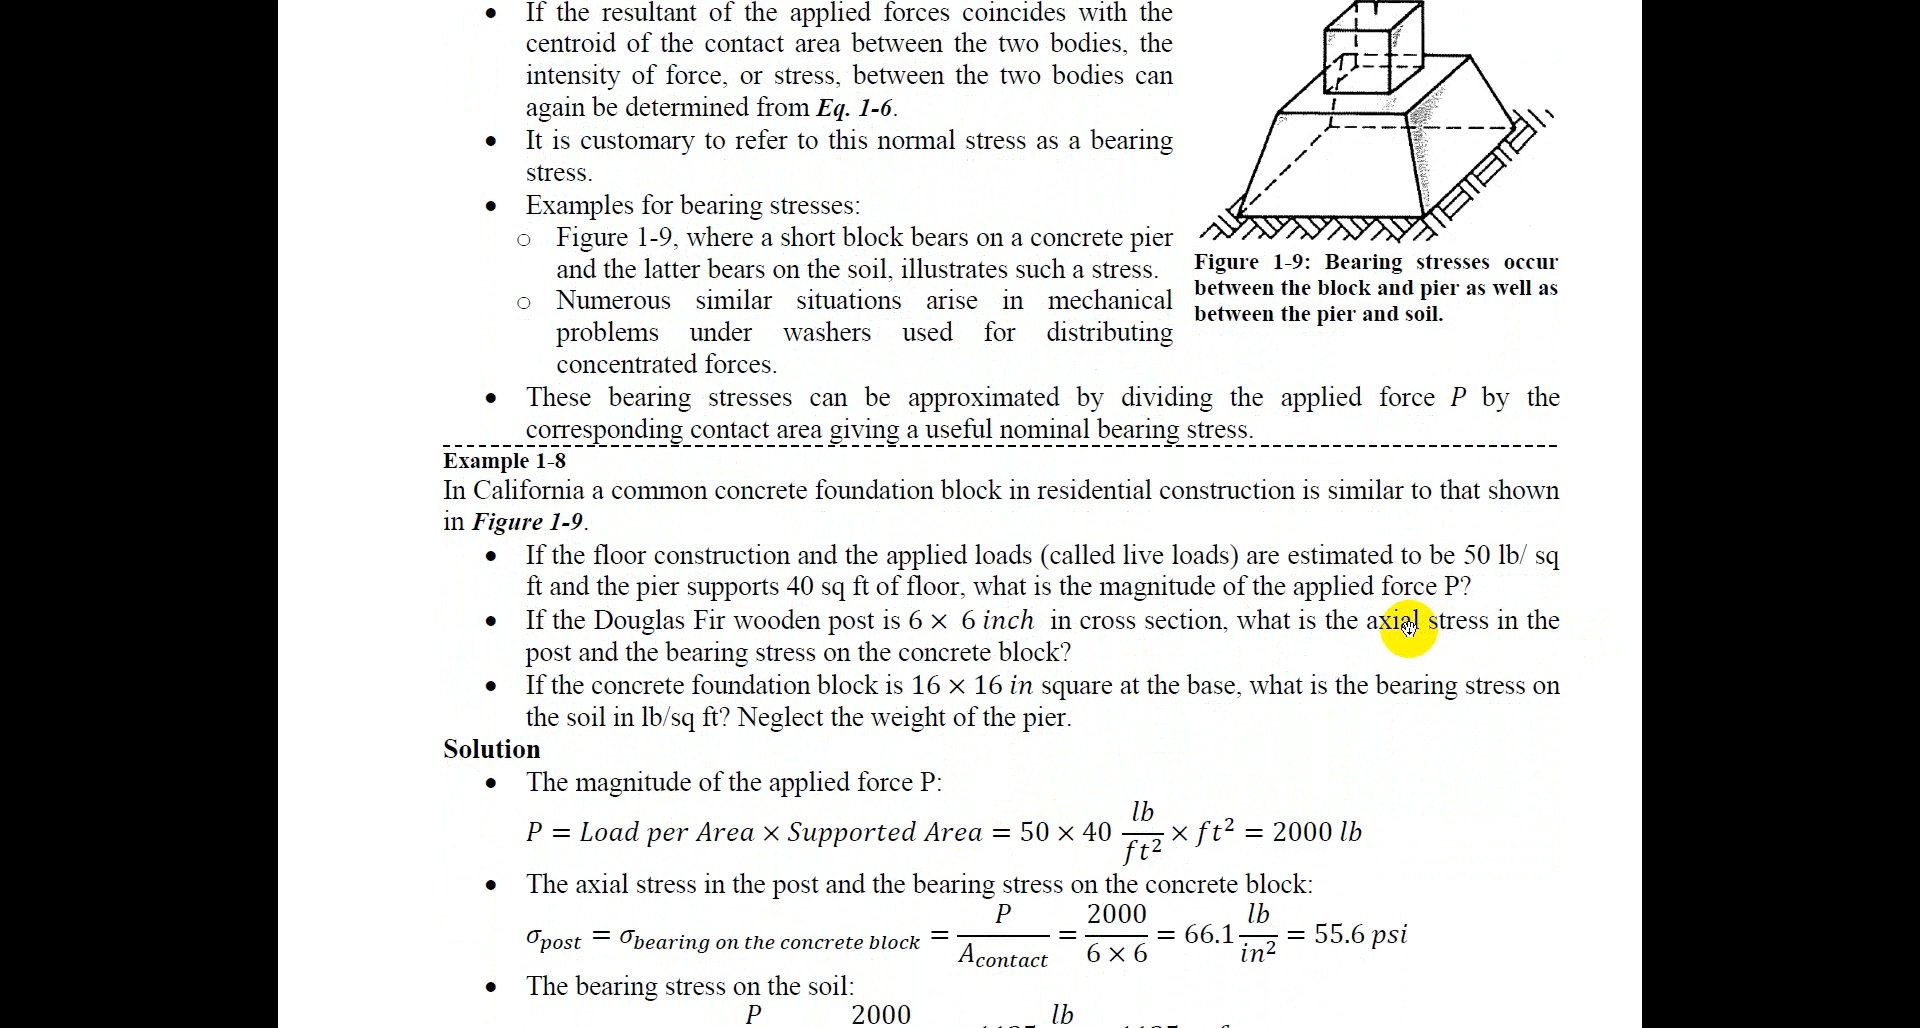 • If the resultant of the applied forces coincides with the
centroid of the contact area between the two bodies, the
intensity of force, or stress, between the two bodies can
again be determined from Eq. 1-6.
• It is customary to refer to this normal stress as a bearing
stress.
• Examples for bearing stresses:
o Figure 1-9, where a short block bears on a concrete pier
and the latter bears on the soil, illustrates such a stress.
o Numerous similar situations arise in mechanical
problems under washers used for distributing
concentrated forces.
Figure 1-9: Bearing stresses occur
between the block and pier as well as
between the pier and soil.
• These bearing stresses can be approximated by dividing the applied force P by the
corresponding contact area giving a useful nominal bearing stress.
Example 1-8
In California a common concrete foundation block in residential construction is similar to that shown
in Figure 1-9.
• If the floor construction and the applied loads (called live loads) are estimated to be 50 lb/ sq
ft and the pier supports 40 sq ft of floor, what is the magnitude of the applied force P?
• If the Douglas Fir wooden post is 6 × 6 inch in cross section, what is the axial stress in the
post and the bearing stress on the concrete block?
• If the concrete foundation block is 16 × 16 in square at the base, what is the bearing stress on
the soil in lb/sq ft? Neglect the weight of the pier.
Solution
• The magnitude of the applied force P:
P = Load per Area × Supported Area = 50 × 40 lb/ft² × ft² = 2000 lb
• The axial stress in the post and the bearing stress on the concrete block:
σpost = σbearing on the concrete block = P/Acontact = 2000/(6 × 6) = 66.1 lb/in² = 55.6 psi
• The bearing stress on the soil:
P 2000 lb